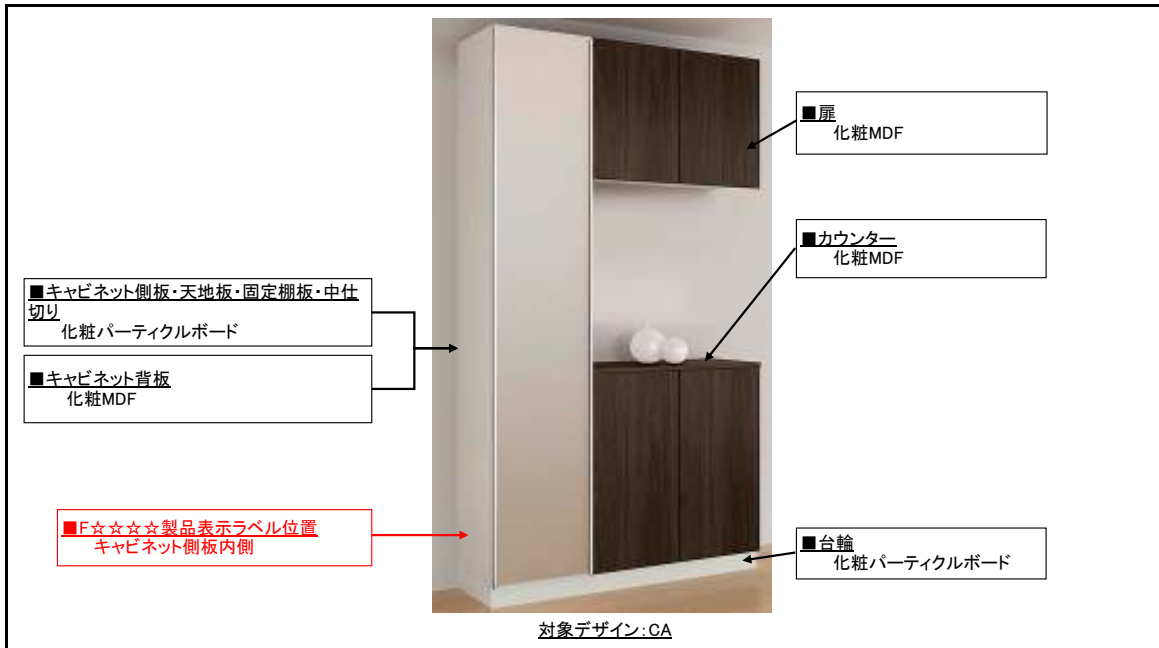 ■扉
化粧MDF
■カウンター
化粧MDF
■キャビネット側板・天地板・固定棚板・中仕
切り
化粧パーティクルボード
■キャビネット背板
化粧MDF
■F☆☆☆☆製品表示ラベル位置
キャビネット側板内側
■台輪
化粧パーティクルボード
対象デザイン:CA